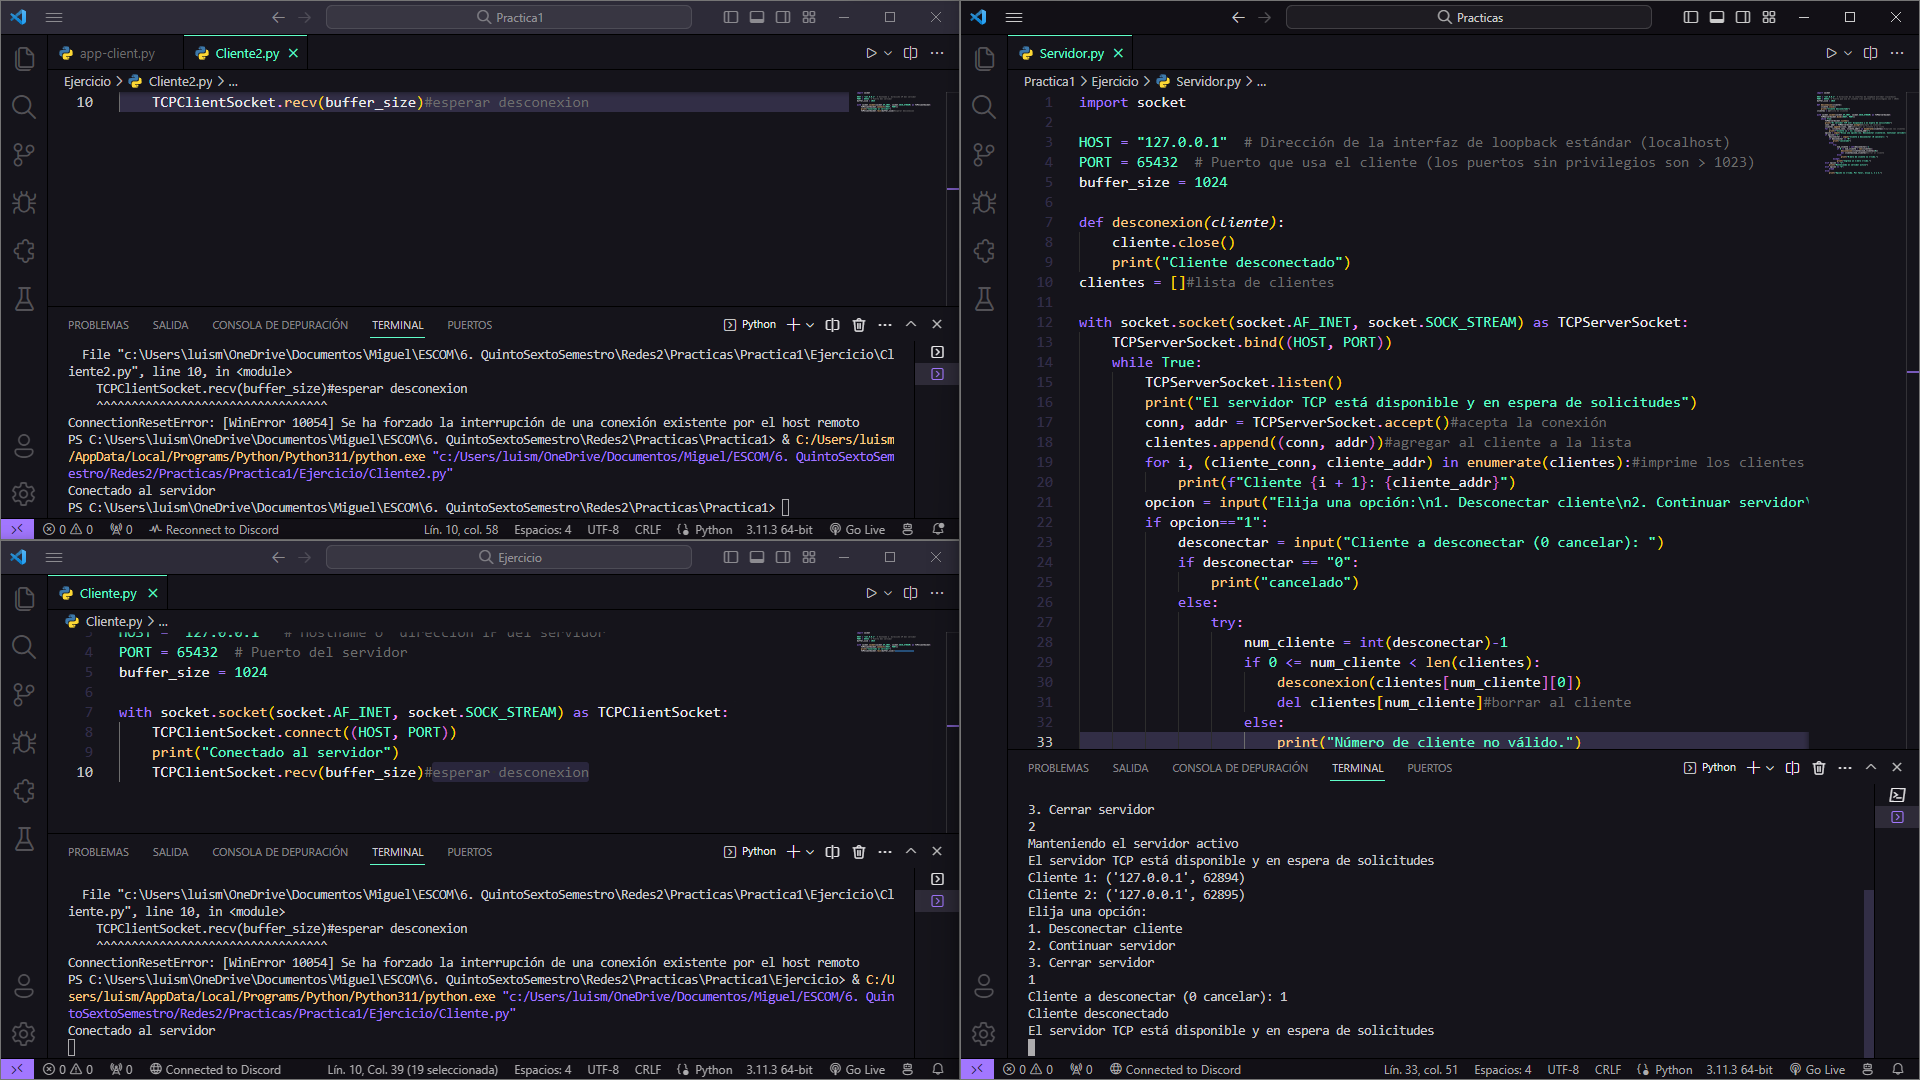 Practica1
app-client.py
Cliente2.py
Ejercicio > Cliente2.py > ...
10 TCPClientSocket.recv(buffer_size)#esperar desconexion
PROBLEMAS SALIDA CONSOLA DE DEPURACIÓN TERMINAL PUERTOS
Python
File "c:\Users\luism\OneDrive\Documentos\Miguel\ESCOM\6. QuintoSextoSemestro\Redes2\Practicas\Practica1\Ejercicio\Cl
iente2.py", line 10, in <module>
TCPClientSocket.recv(buffer_size)#esperar desconexion
^^^^^^^^^^^^^^^^^^^^^^^^^^^^^^^^^
ConnectionResetError: [WinError 10054] Se ha forzado la interrupción de una conexión existente por el host remoto
PS C:\Users\luism\OneDrive\Documentos\Miguel\ESCOM\6. QuintoSextoSemestro\Redes2\Practicas\Practica1> & C:/Users/luism
/AppData/Local/Programs/Python/Python311/python.exe "c:/Users/luism/OneDrive/Documentos/Miguel/ESCOM/6. QuintoSextoSem
estro/Redes2/Practicas/Practica1/Ejercicio/Cliente2.py"
Conectado al servidor
PS C:\Users\luism\OneDrive\Documentos\Miguel\ESCOM\6. QuintoSextoSemestro\Redes2\Practicas\Practica1>
0 0 0 Reconnect to Discord Lín. 10, col. 58 Espacios: 4 UTF-8 CRLF Python 3.11.3 64-bit Go Live
Ejercicio
Cliente.py
Cliente.py > ...
3 HOST = "127.0.0.1" # Hostname o dirección IP del servidor
4 PORT = 65432 # Puerto del servidor
5 buffer_size = 1024
6
7 with socket.socket(socket.AF_INET, socket.SOCK_STREAM) as TCPClientSocket:
8 TCPClientSocket.connect((HOST, PORT))
9 print("Conectado al servidor")
10 TCPClientSocket.recv(buffer_size)#esperar desconexion
PROBLEMAS SALIDA CONSOLA DE DEPURACIÓN TERMINAL PUERTOS
Python
File "c:\Users\luism\OneDrive\Documentos\Miguel\ESCOM\6. QuintoSextoSemestro\Redes2\Practicas\Practica1\Ejercicio\Cl
iente.py", line 10, in <module>
TCPClientSocket.recv(buffer_size)#esperar desconexion
^^^^^^^^^^^^^^^^^^^^^^^^^^^^^^^^^
ConnectionResetError: [WinError 10054] Se ha forzado la interrupción de una conexión existente por el host remoto
PS C:\Users\luism\OneDrive\Documentos\Miguel\ESCOM\6. QuintoSextoSemestro\Redes2\Practicas\Practica1\Ejercicio> & C:/U
sers/luism/AppData/Local/Programs/Python/Python311/python.exe "c:/Users/luism/OneDrive/Documentos/Miguel/ESCOM/6. Quin
toSextoSemestro/Redes2/Practicas/Practica1/Ejercicio/Cliente.py"
Conectado al servidor
0 0 0 Connected to Discord Lín. 10, Col. 39 (19 seleccionada) Espacios: 4 UTF-8 CRLF Python 3.11.3 64-bit Go Live
Practicas
Servidor.py
Practica1 > Ejercicio > Servidor.py > ...
1 import socket
2
3 HOST = "127.0.0.1" # Dirección de la interfaz de loopback estándar (localhost)
4 PORT = 65432 # Puerto que usa el cliente (los puertos sin privilegios son > 1023)
5 buffer_size = 1024
6
7 def desconexion(cliente):
8 cliente.close()
9 print("Cliente desconectado")
10 clientes = []#lista de clientes
11
12 with socket.socket(socket.AF_INET, socket.SOCK_STREAM) as TCPServerSocket:
13 TCPServerSocket.bind((HOST, PORT))
14 while True:
15 TCPServerSocket.listen()
16 print("El servidor TCP está disponible y en espera de solicitudes")
17 conn, addr = TCPServerSocket.accept()#acepta la conexión
18 clientes.append((conn, addr))#agregar al cliente a la lista
19 for i, (cliente_conn, cliente_addr) in enumerate(clientes):#imprime los clientes
20 print(f"Cliente {i + 1}: {cliente_addr}")
21 opcion = input("Elija una opción:\n1. Desconectar cliente\n2. Continuar servidor\
22 if opcion=="1":
23 desconectar = input("Cliente a desconectar (0 cancelar): ")
24 if desconectar == "0":
25 print("cancelado")
26 else:
27 try:
28 num_cliente = int(desconectar)-1
29 if 0 <= num_cliente < len(clientes):
30 desconexion(clientes[num_cliente][0])
31 del clientes[num_cliente]#borrar al cliente
32 else:
33 print("Número de cliente no válido.")
PROBLEMAS SALIDA CONSOLA DE DEPURACIÓN TERMINAL PUERTOS
Python
3. Cerrar servidor
2
Manteniendo el servidor activo
El servidor TCP está disponible y en espera de solicitudes
Cliente 1: ('127.0.0.1', 62894)
Cliente 2: ('127.0.0.1', 62895)
Elija una opción:
1. Desconectar cliente
2. Continuar servidor
3. Cerrar servidor
1
Cliente a desconectar (0 cancelar): 1
Cliente desconectado
El servidor TCP está disponible y en espera de solicitudes
0 0 0 Connected to Discord Lín. 33, col. 51 Espacios: 4 UTF-8 CRLF Python 3.11.3 64-bit Go Live